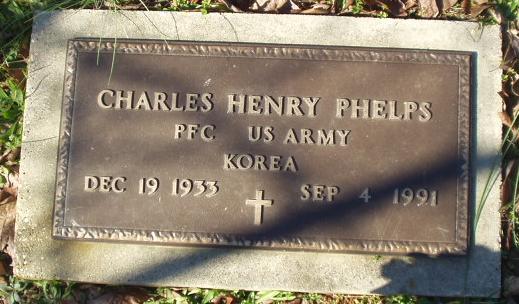 CHARLES HENRY PHELPS
PFC US ARMY
KOREA
DEC 19 1933 SEP 4 1991